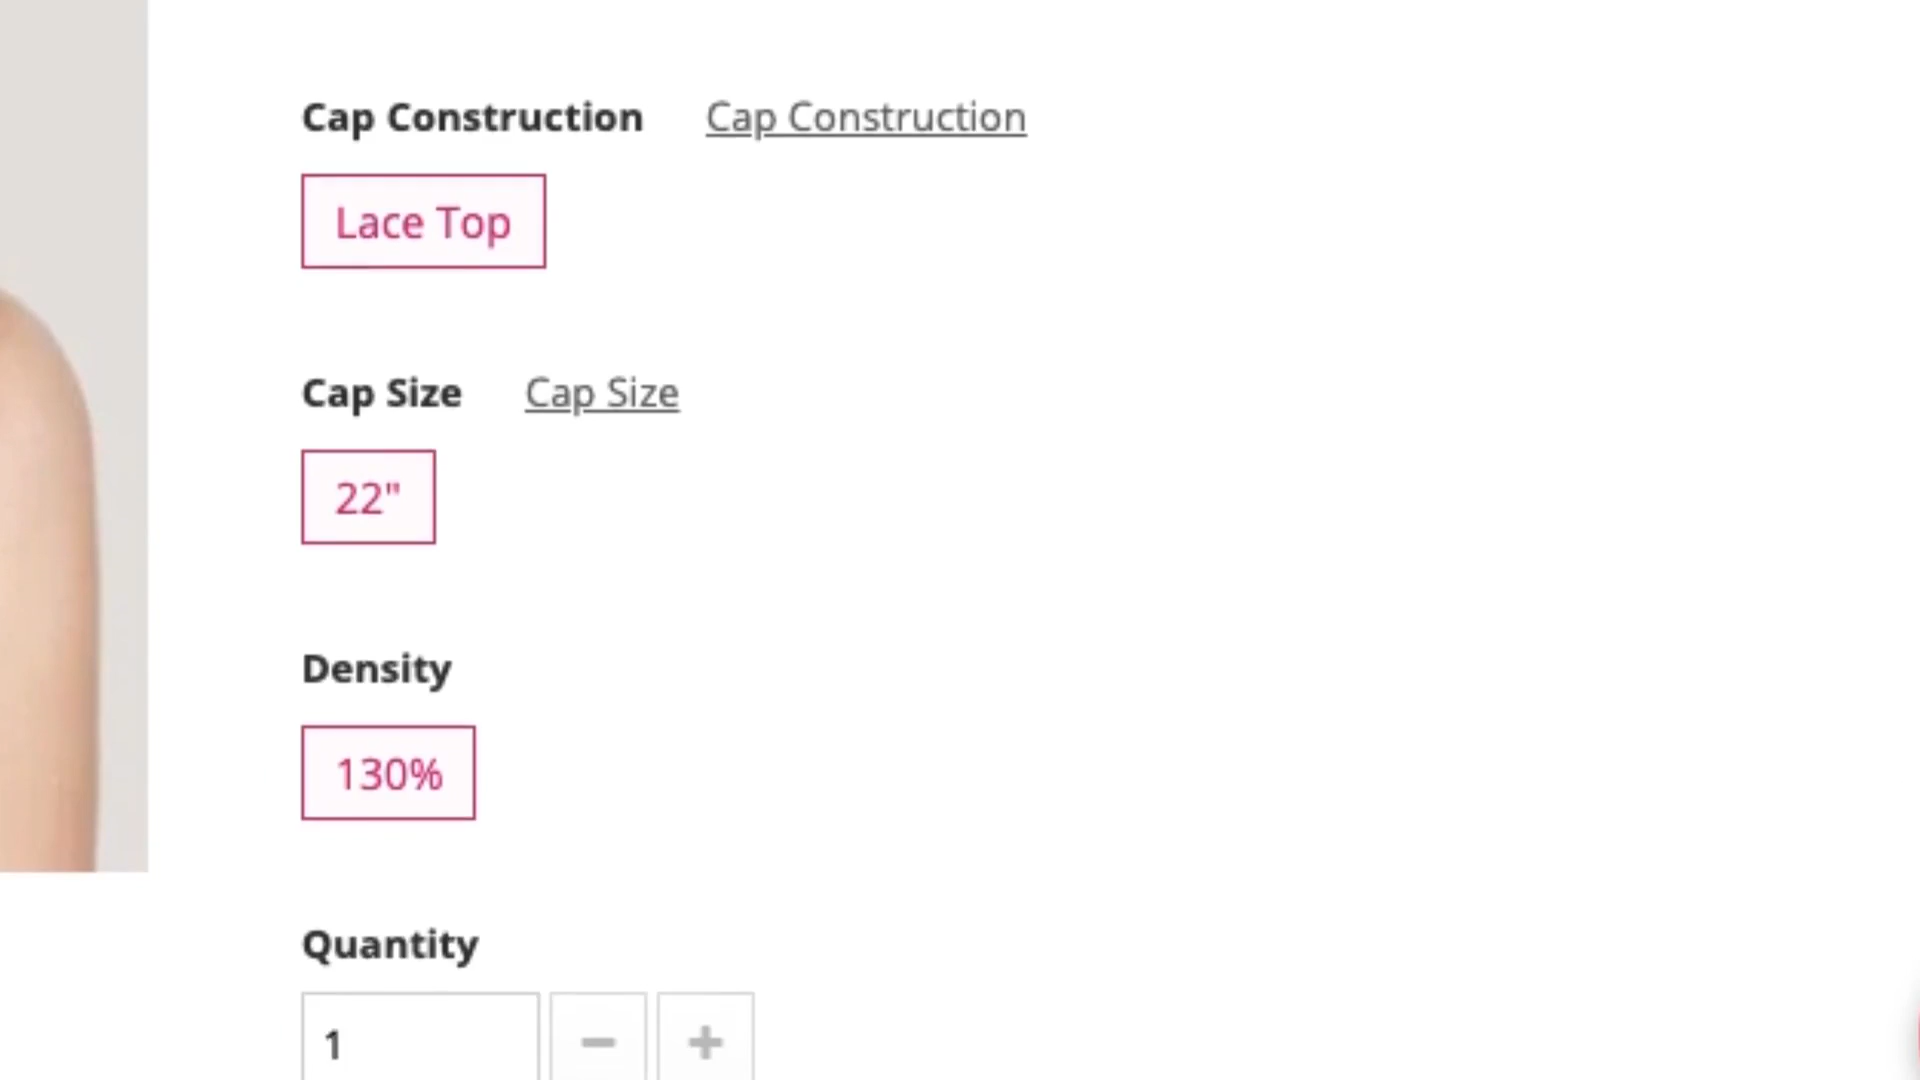 Cap Construction Cap Construction
Lace Top
Cap Size Cap Size
22"
Density
130%
Quantity
1 − +